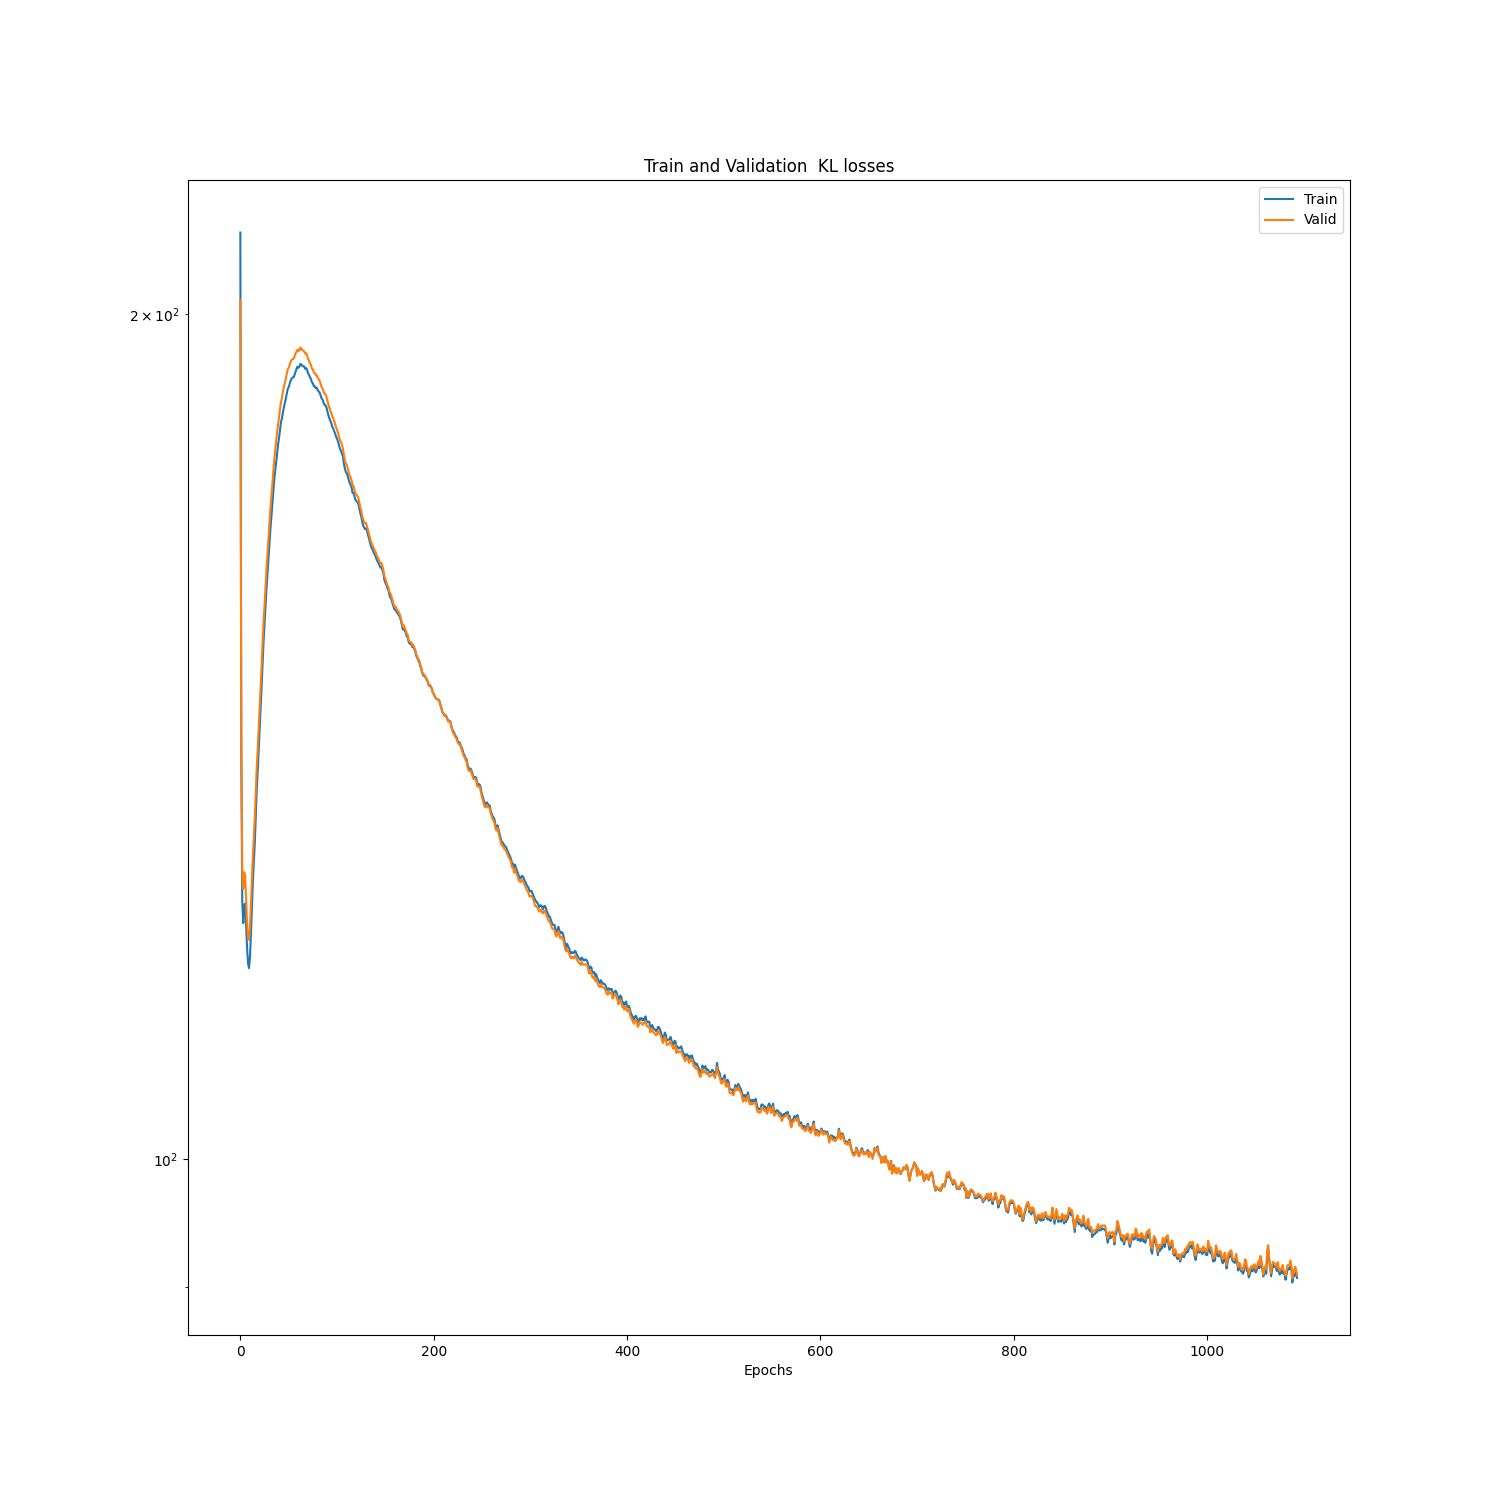 Train and Validation  KL losses
Train
Valid
2 × 10²
10²
0 200 400 600 800 1000
Epochs